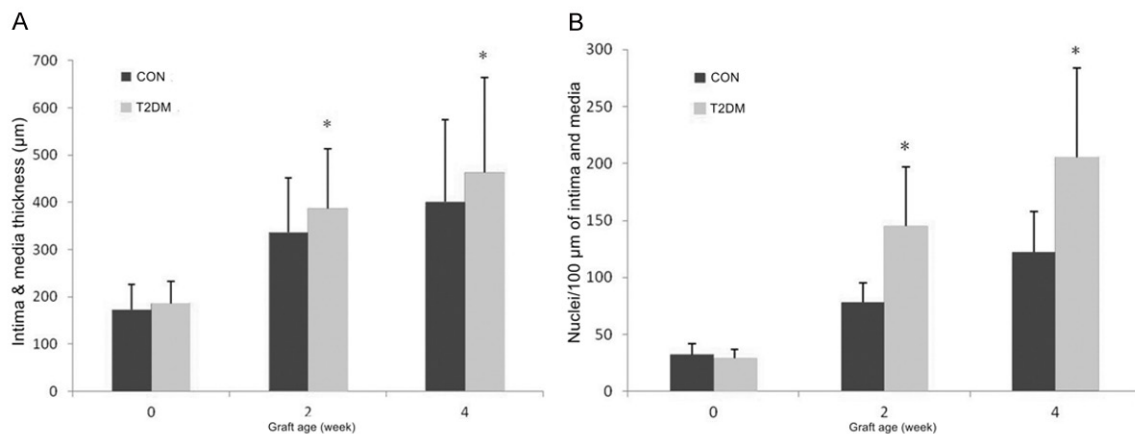 A
Intima & media thickness (µm)
700
600
500
400
300
200
100
0
CON
T2DM
*
*
0
2
4
Graft age (week)
B
Nuclei/100 µm of intima and media
300
250
200
150
100
50
0
CON
T2DM
*
*
0
2
4
Graft age (week)